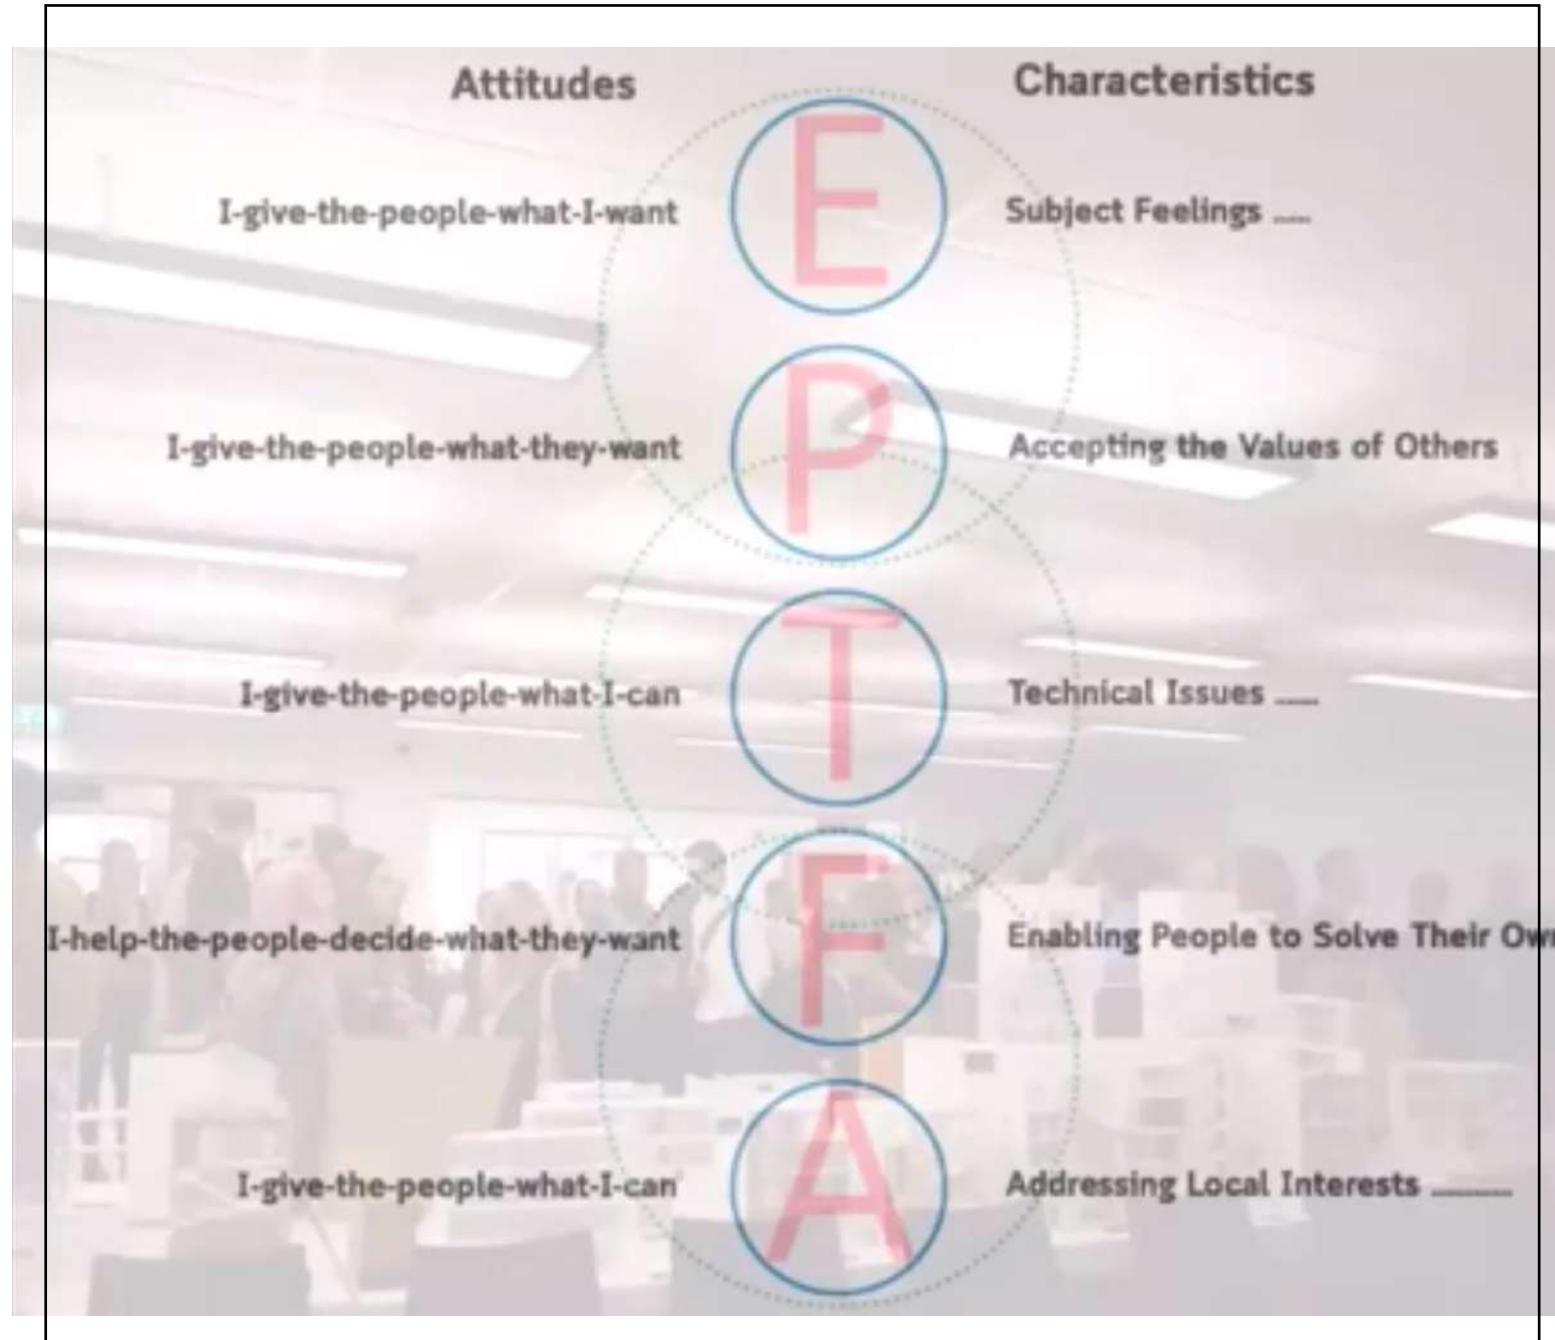 Attitudes Characteristics
E
I-give-the-people-what-I-want Subject Feelings .....
P
I-give-the-people-what-they-want Accepting the Values of Others
T
I-give-the-people-what-I-can Technical Issues ......
F
I-help-the-people-decide-what-they-want Enabling People to Solve Their Own
A
I-give-the-people-what-I-can Addressing Local Interests ...........